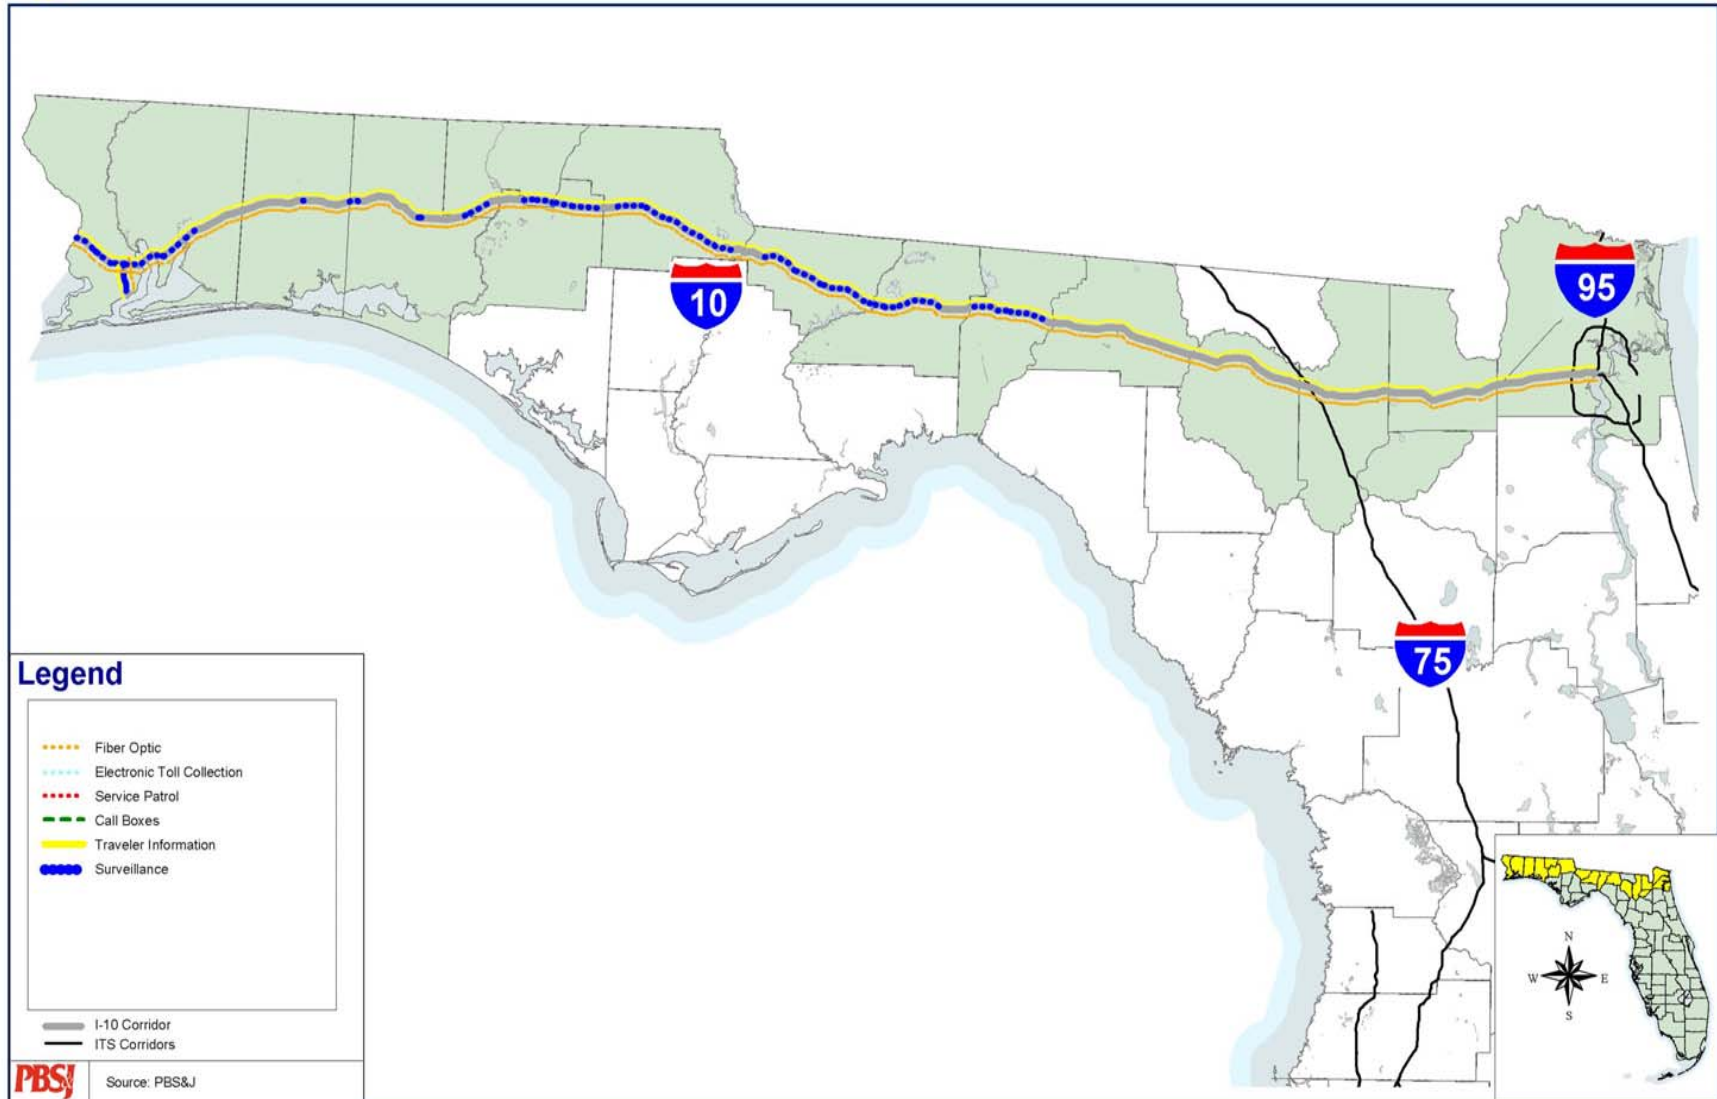 10
95
75
Legend
Fiber Optic
Electronic Toll Collection
Service Patrol
Call Boxes
Traveler Information
Surveillance
I-10 Corridor
ITS Corridors
PBS&J
Source: PBS&J
N
W E
S